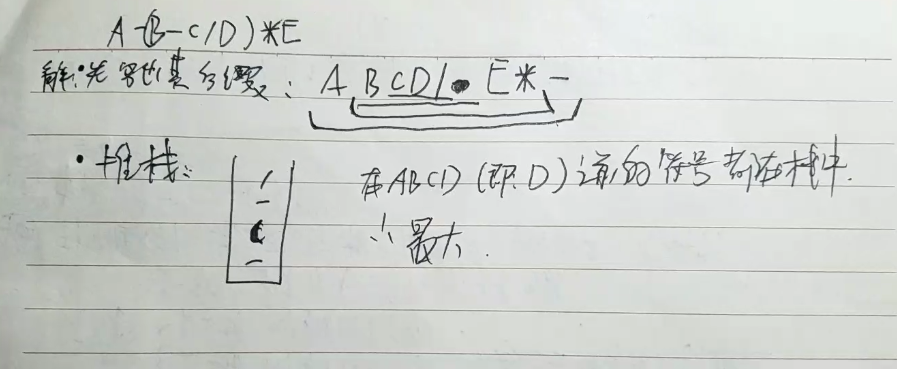 A-(B-C/D)*E
解:先写出其后缀: A B C D / • E * -
• 堆栈: / - ( -
在ABCD (即D) 之前的符号都在栈中.
∴最大.